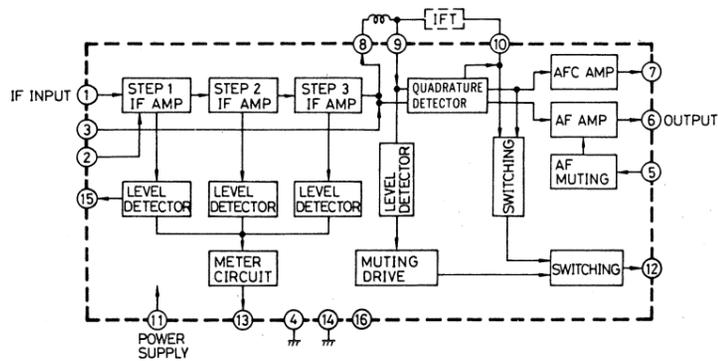 IFT
8
9
10
IF INPUT
1
STEP 1
IF AMP
STEP 2
IF AMP
STEP 3
IF AMP
QUADRATURE
DETECTOR
AFC AMP
7
3
AF AMP
6
OUTPUT
2
AF
MUTING
5
15
LEVEL
DETECTOR
LEVEL
DETECTOR
LEVEL
DETECTOR
LEVEL
DETECTOR
SWITCHING
METER
CIRCUIT
MUTING
DRIVE
SWITCHING
12
11
13
4
14
16
POWER
SUPPLY